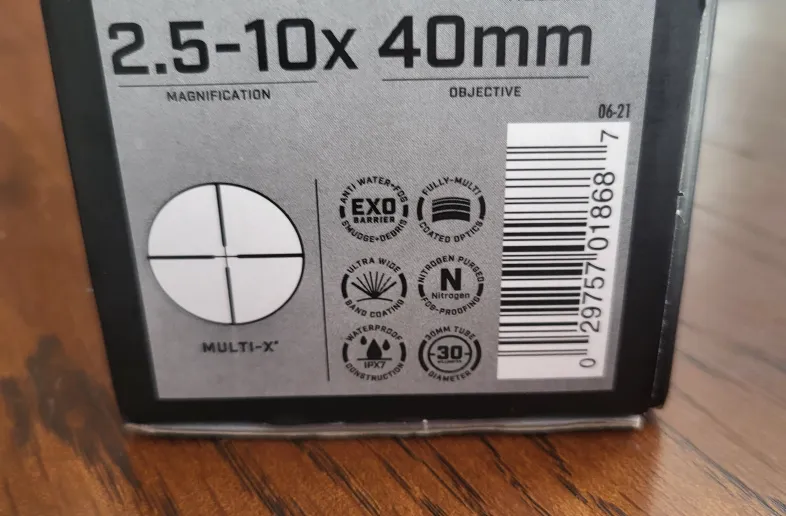 2.5-10x 40mm
MAGNIFICATION
OBJECTIVE
06-21
MULTI-X®
ANTI WATER•FOG
EXO
BARRIER
SMUDGE•DEBRIS
FULLY-MULTI
COATED OPTICS
ULTRA WIDE
BAND COATING
NITROGEN PURGED
N
Nitrogen
FOG-PROOFING
WATERPROOF
IPX7
CONSTRUCTION
30MM TUBE
30
DIAMETER
0 29757 01868 7